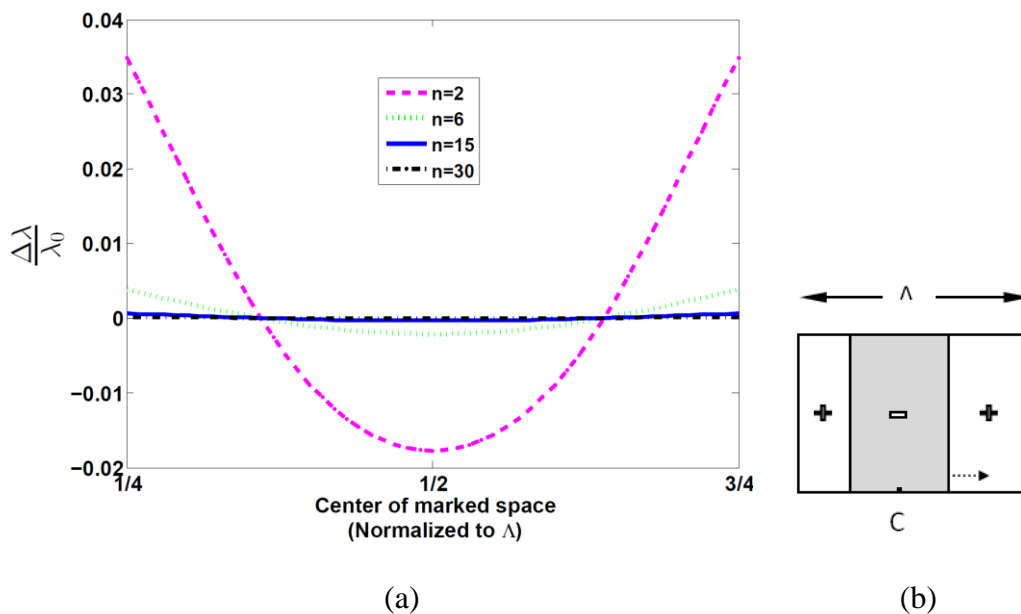 0.04
0.03
0.02
0.01
0
−0.01
−0.02
Δλ
λ0
n=2
n=6
n=15
n=30
1/4
1/2
3/4
Center of marked space
(Normalized to Λ)
(a)
Λ
+
-
+
C
(b)